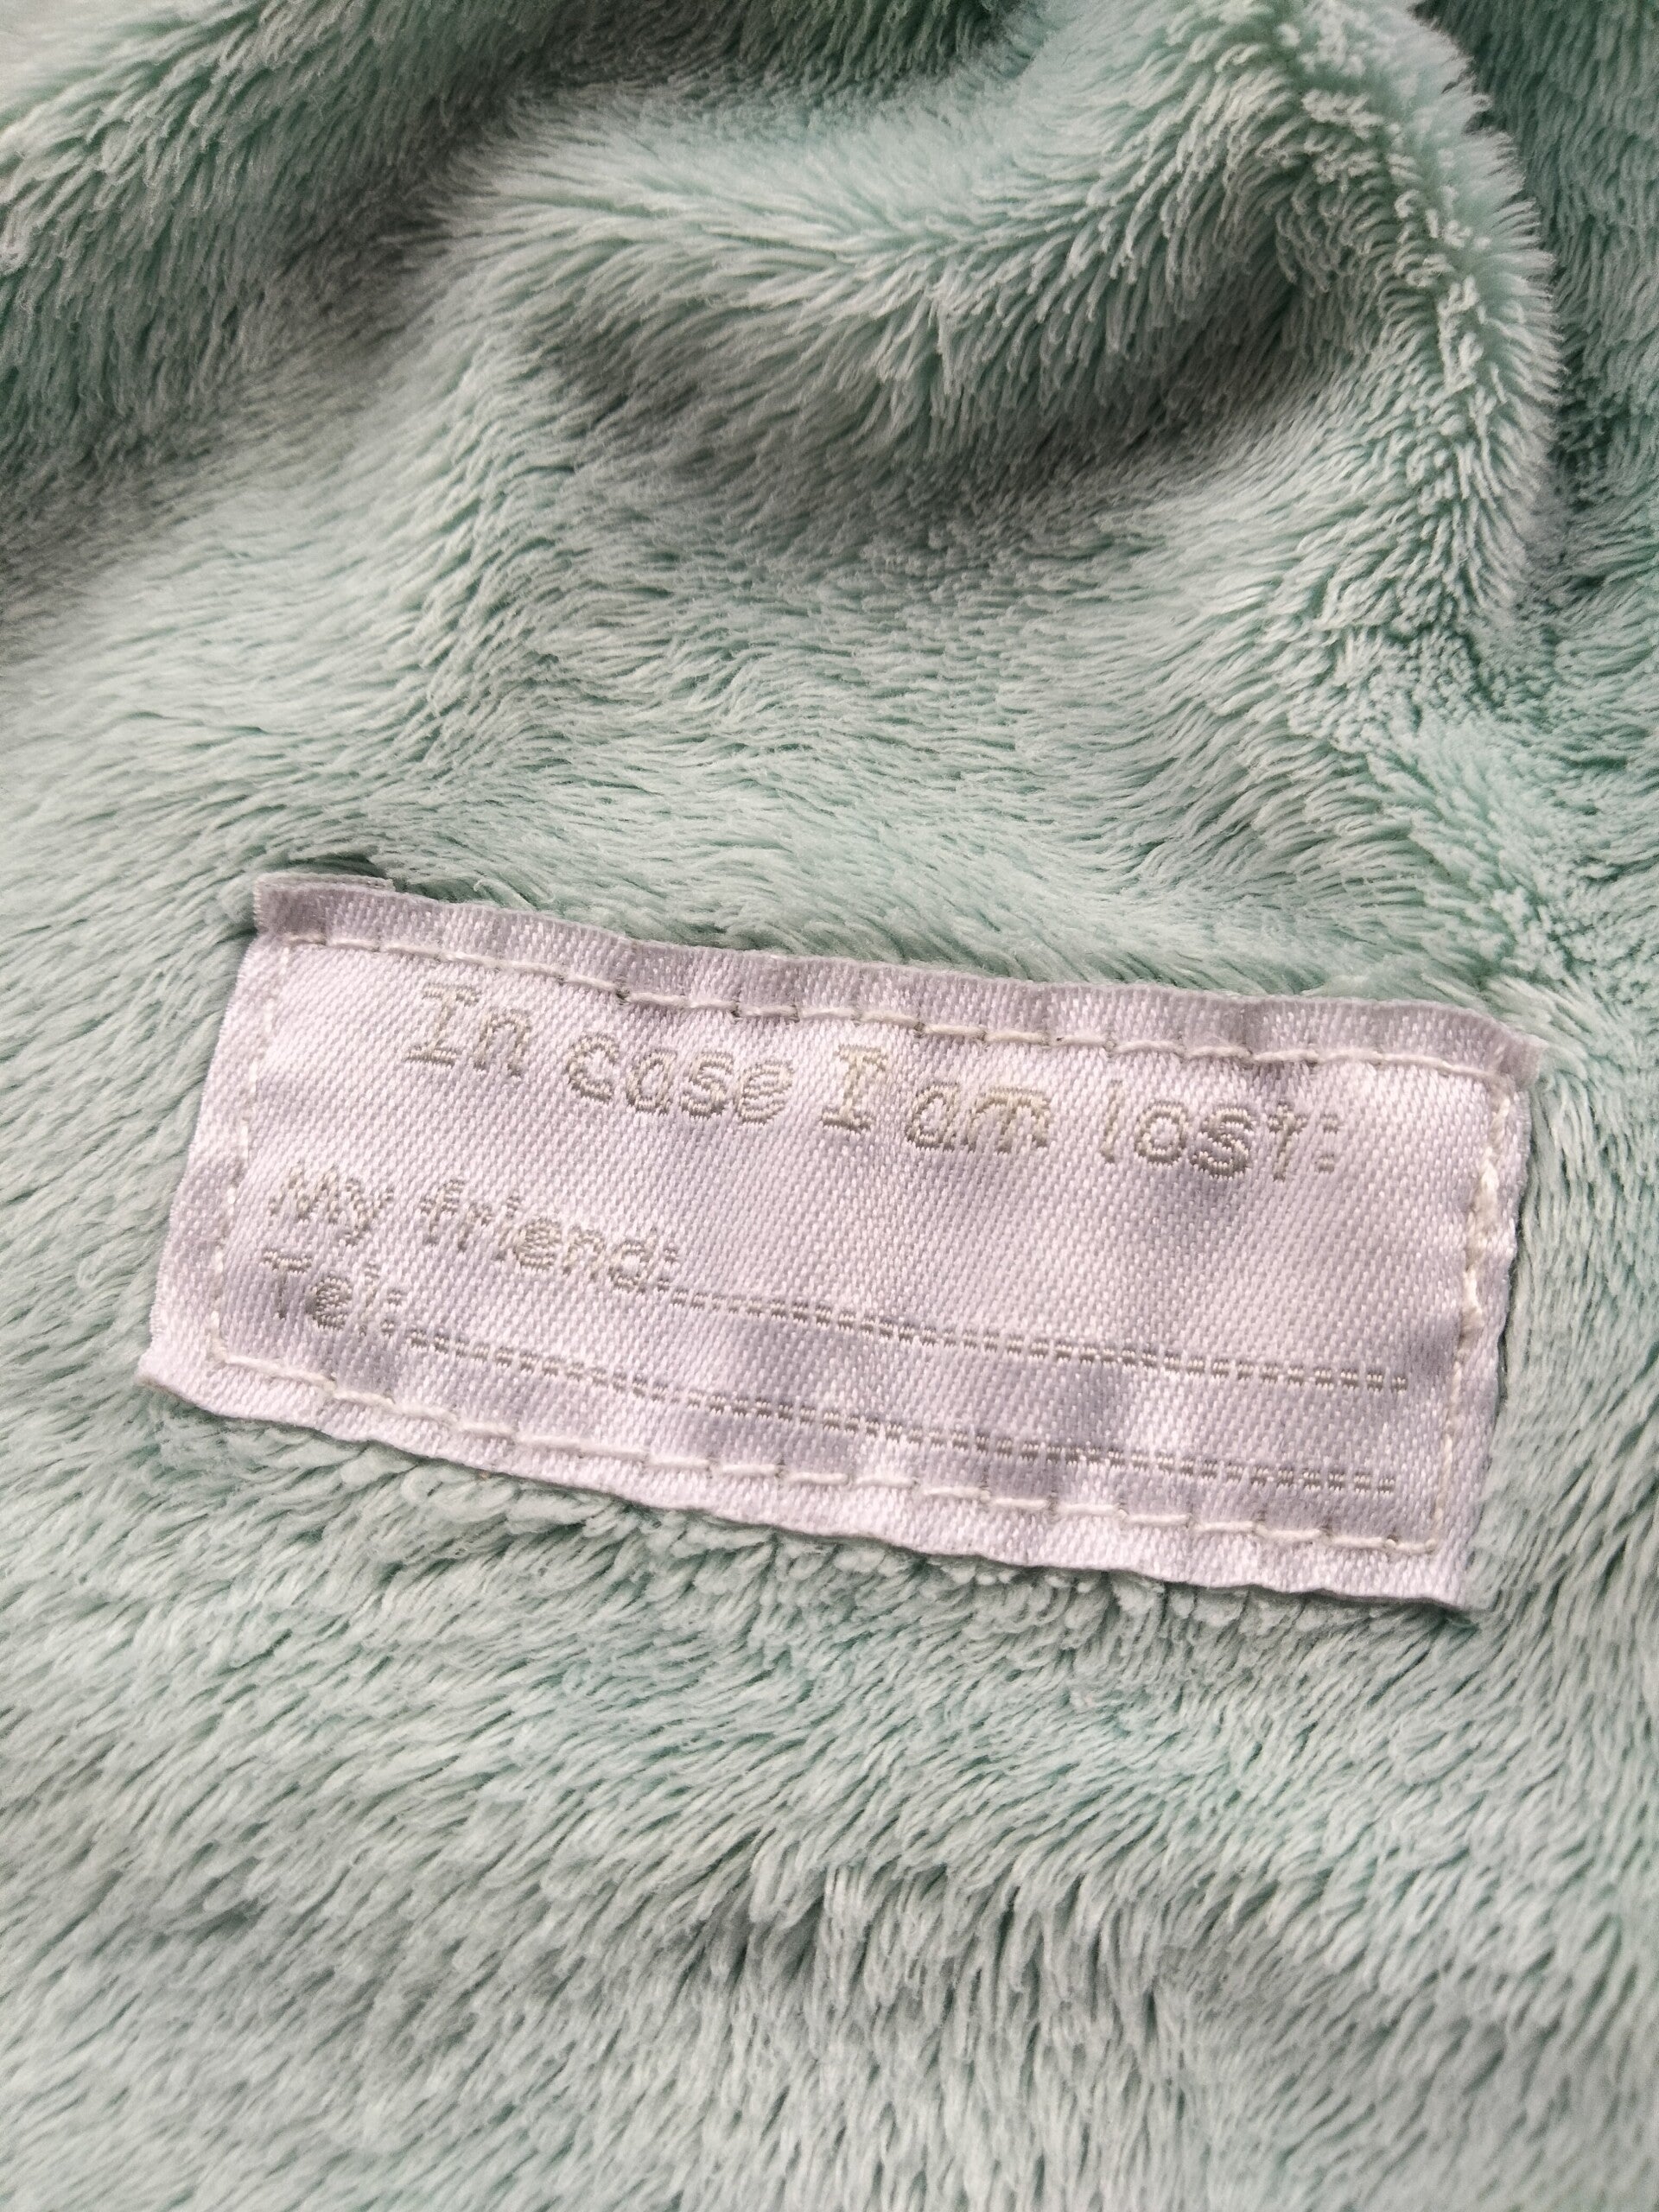 In case I am lost:
My friend:
Tel: